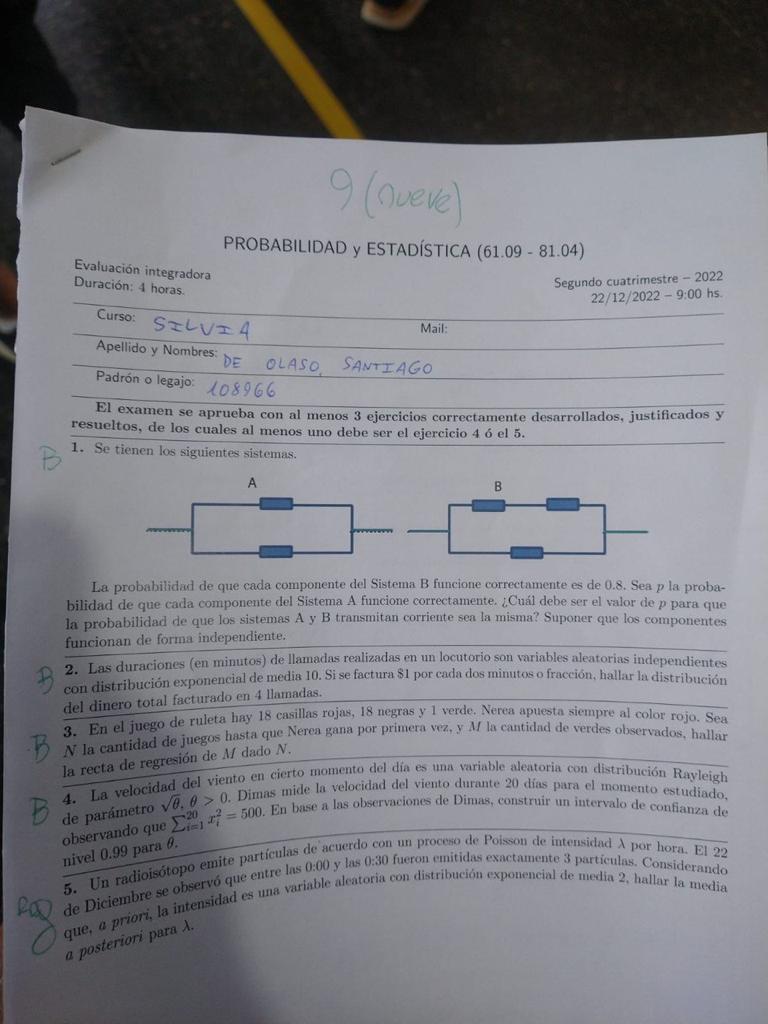 9 (nueve)
PROBABILIDAD y ESTADÍSTICA (61.09 - 81.04)
Evaluación integradora
Duración: 4 horas.
Segundo cuatrimestre – 2022
22/12/2022 – 9:00 hs.
Curso: SILVIA
Mail:
Apellido y Nombres: DE OLASO, SANTIAGO
Padrón o legajo: 108966
El examen se aprueba con al menos 3 ejercicios correctamente desarrollados, justificados y
resueltos, de los cuales al menos uno debe ser el ejercicio 4 ó el 5.
B 1. Se tienen los siguientes sistemas.
A
B
La probabilidad de que cada componente del Sistema B funcione correctamente es de 0.8. Sea p la proba-
bilidad de que cada componente del Sistema A funcione correctamente. ¿Cuál debe ser el valor de p para que
la probabilidad de que los sistemas A y B transmitan corriente sea la misma? Suponer que los componentes
funcionan de forma independiente.
B 2. Las duraciones (en minutos) de llamadas realizadas en un locutorio son variables aleatorias independientes
con distribución exponencial de media 10. Si se factura $1 por cada dos minutos o fracción, hallar la distribución
del dinero total facturado en 4 llamadas.
B 3. En el juego de ruleta hay 18 casillas rojas, 18 negras y 1 verde. Nerea apuesta siempre al color rojo. Sea
N la cantidad de juegos hasta que Nerea gana por primera vez, y M la cantidad de verdes observados, hallar
la recta de regresión de M dado N.
B 4. La velocidad del viento en cierto momento del día es una variable aleatoria con distribución Rayleigh
de parámetro √θ, θ > 0. Dimas mide la velocidad del viento durante 20 días para el momento estudiado,
observando que ∑²⁰ᵢ₌₁ xᵢ² = 500. En base a las observaciones de Dimas, construir un intervalo de confianza de
nivel 0.99 para θ.
5. Un radioisótopo emite partículas de acuerdo con un proceso de Poisson de intensidad λ por hora. El 22
de Diciembre se observó que entre las 0:00 y las 0:30 fueron emitidas exactamente 3 partículas. Considerando
que, a priori, la intensidad es una variable aleatoria con distribución exponencial de media 2, hallar la media
a posteriori para λ.